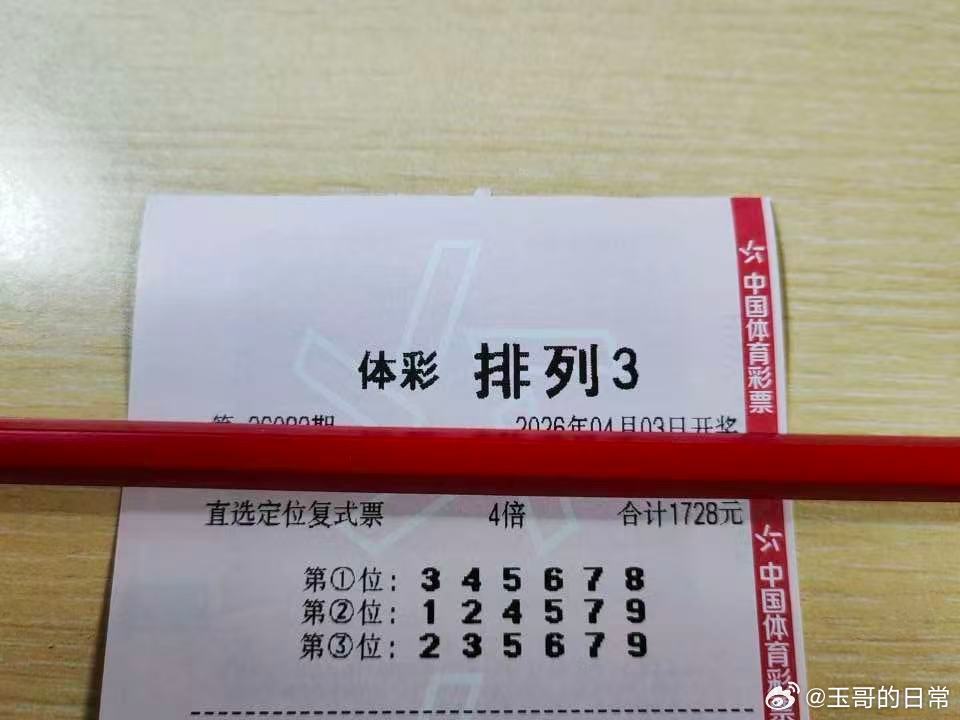 体彩 排列3
2026年04月03日开奖
直选定位复式票 4倍 合计1728元
第①位: 3 4 5 6 7 8
第②位: 1 2 4 5 7 9
第③位: 2 3 5 6 7 9
中国体育彩票
中国体育彩票
@玉哥的日常